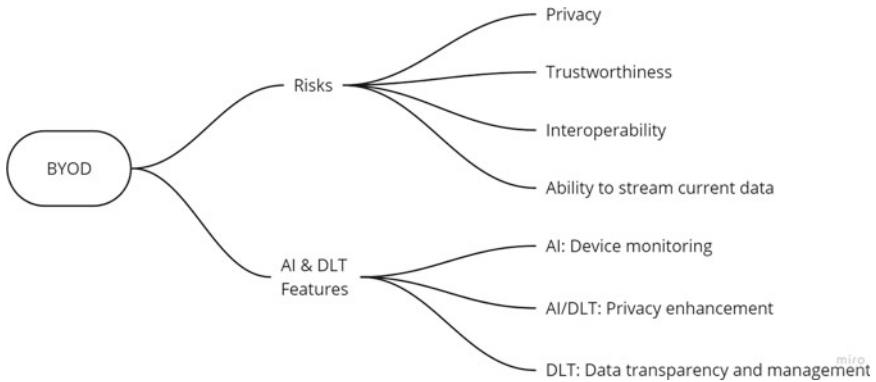 BYOD
Risks
Privacy
Trustworthiness
Interoperability
Ability to stream current data
AI & DLT
Features
AI: Device monitoring
AI/DLT: Privacy enhancement
DLT: Data transparency and management
miro